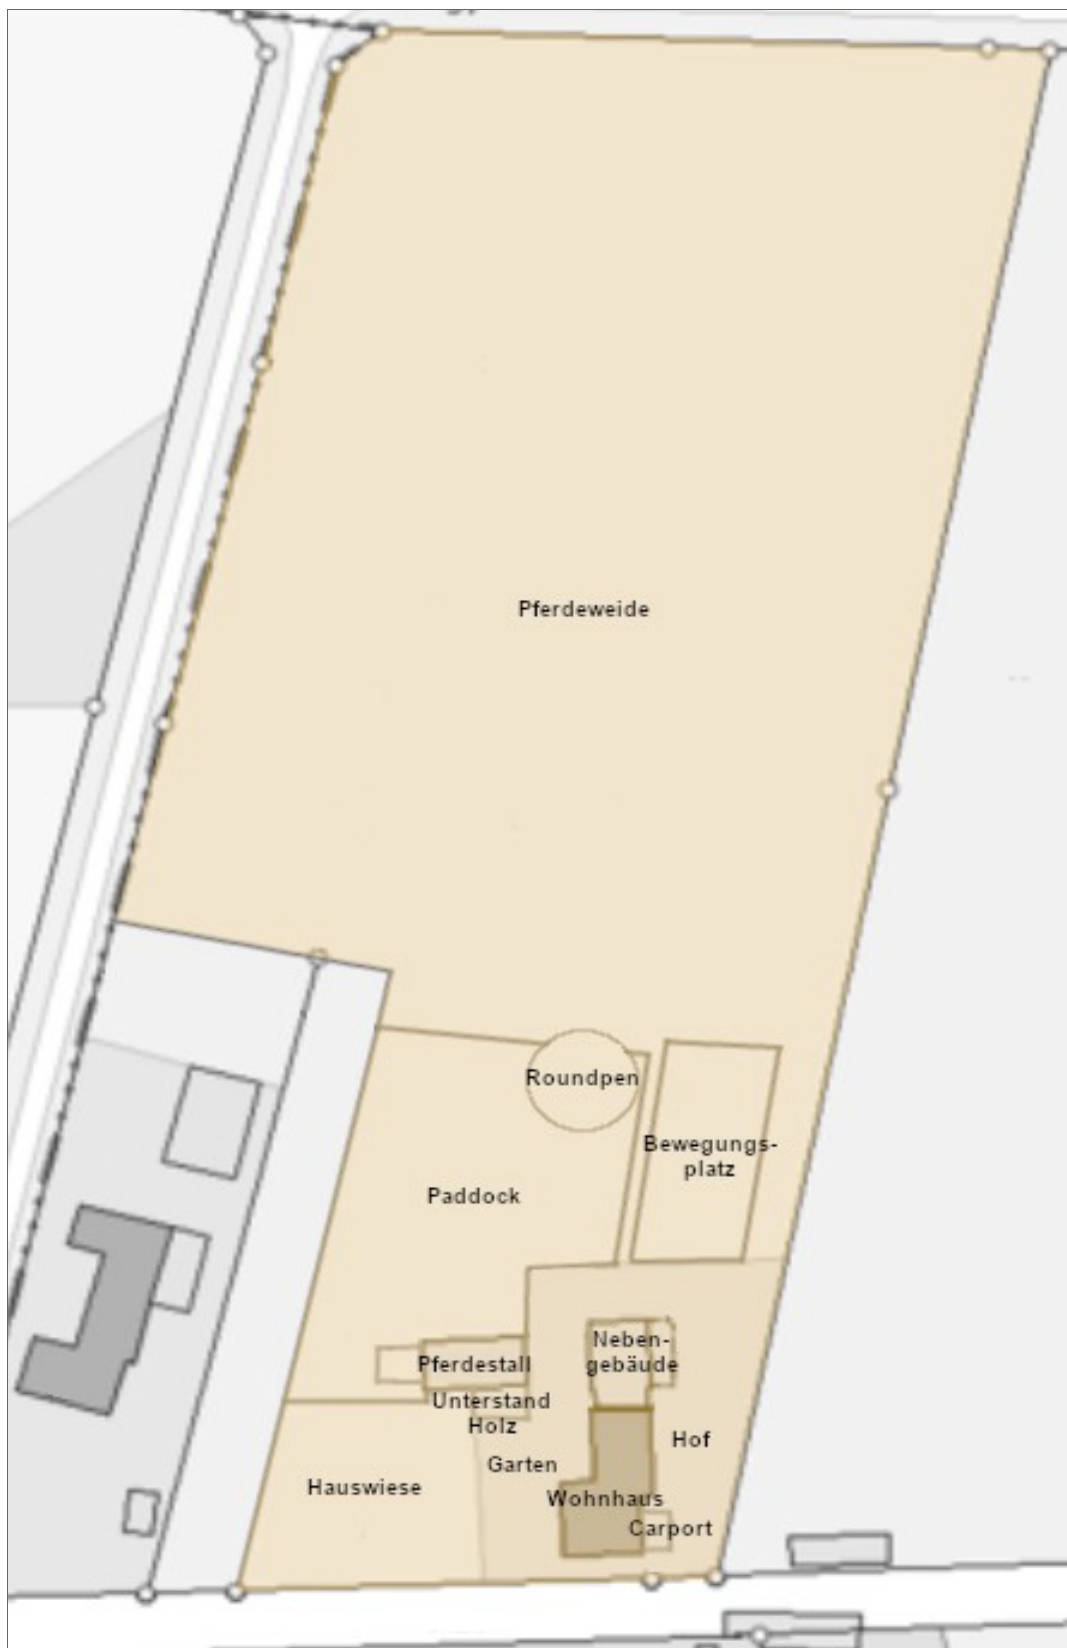 Pferdeweide
Roundpen
Bewegungs-
platz
Paddock
Neben-
gebäude
Pferdestall
Unterstand
Holz
Hof
Garten
Hauswiese
Wohnhaus
Carport